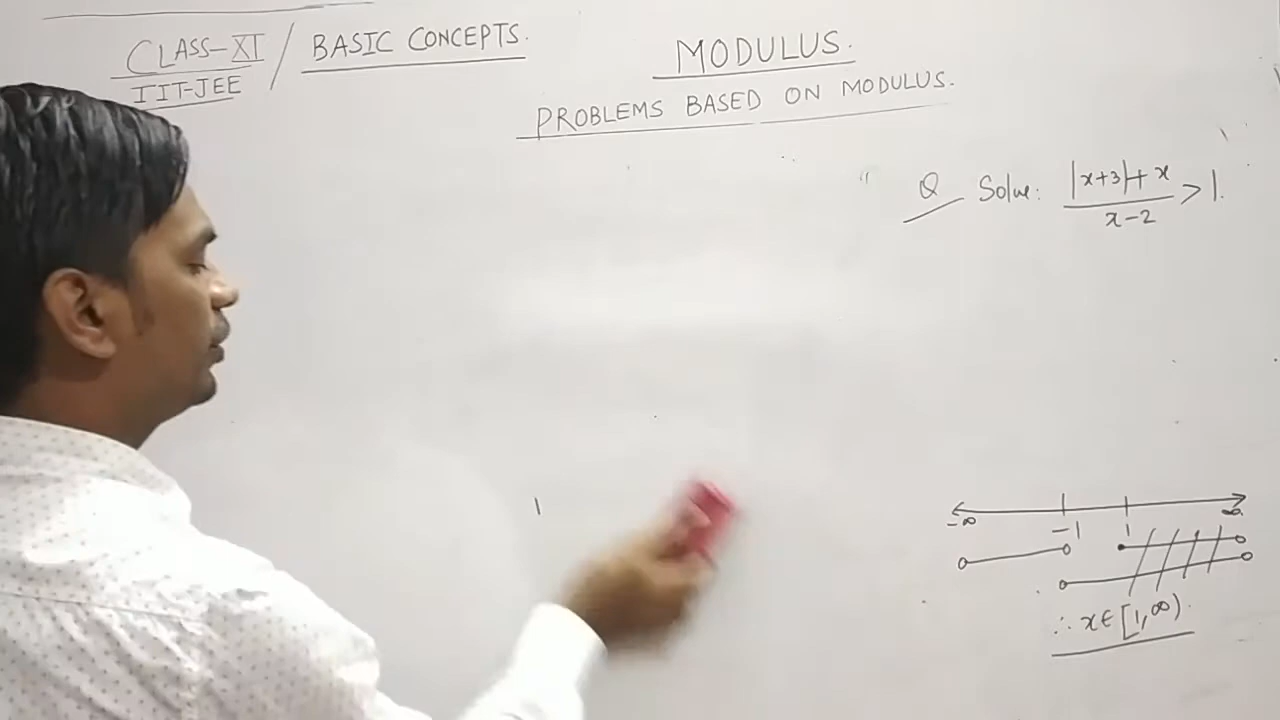 CLASS-XI / BASIC CONCEPTS.
IIT-JEE
MODULUS.
PROBLEMS BASED ON MODULUS.
Q Solve: |x+3|+x / x-2 > 1.
-∞ -1 1 ∞
∴ x ∈ [1, ∞).